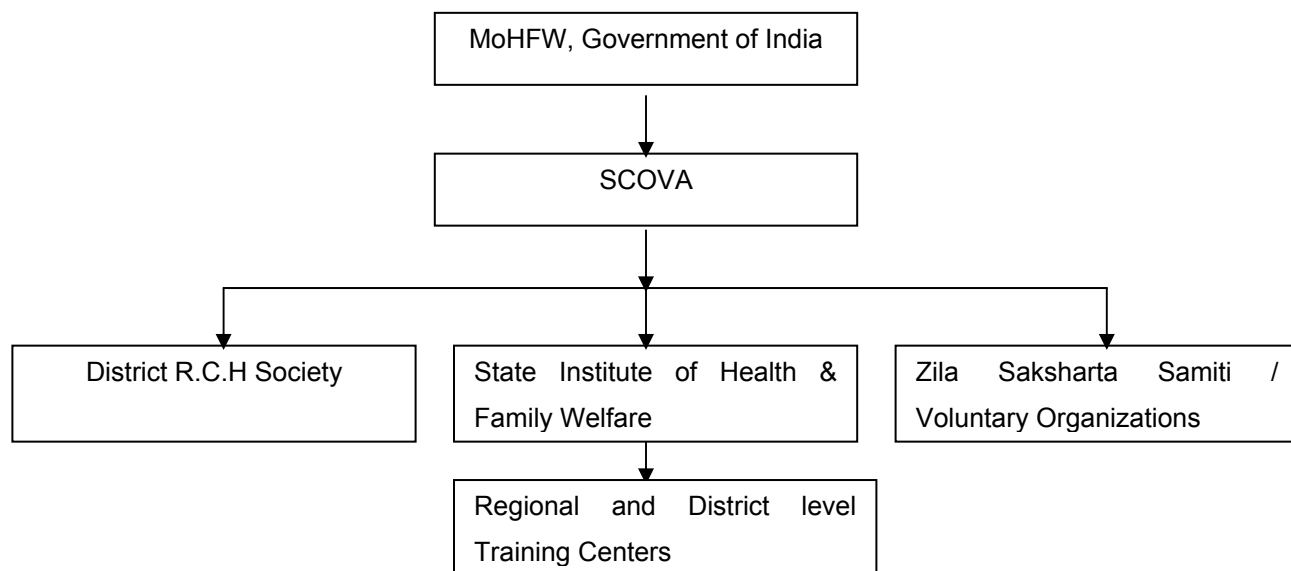 MoHFW, Government of India
SCOVA
District R.C.H Society
State Institute of Health &
Family Welfare
Zila Saksharta Samiti /
Voluntary Organizations
Regional and District level
Training Centers